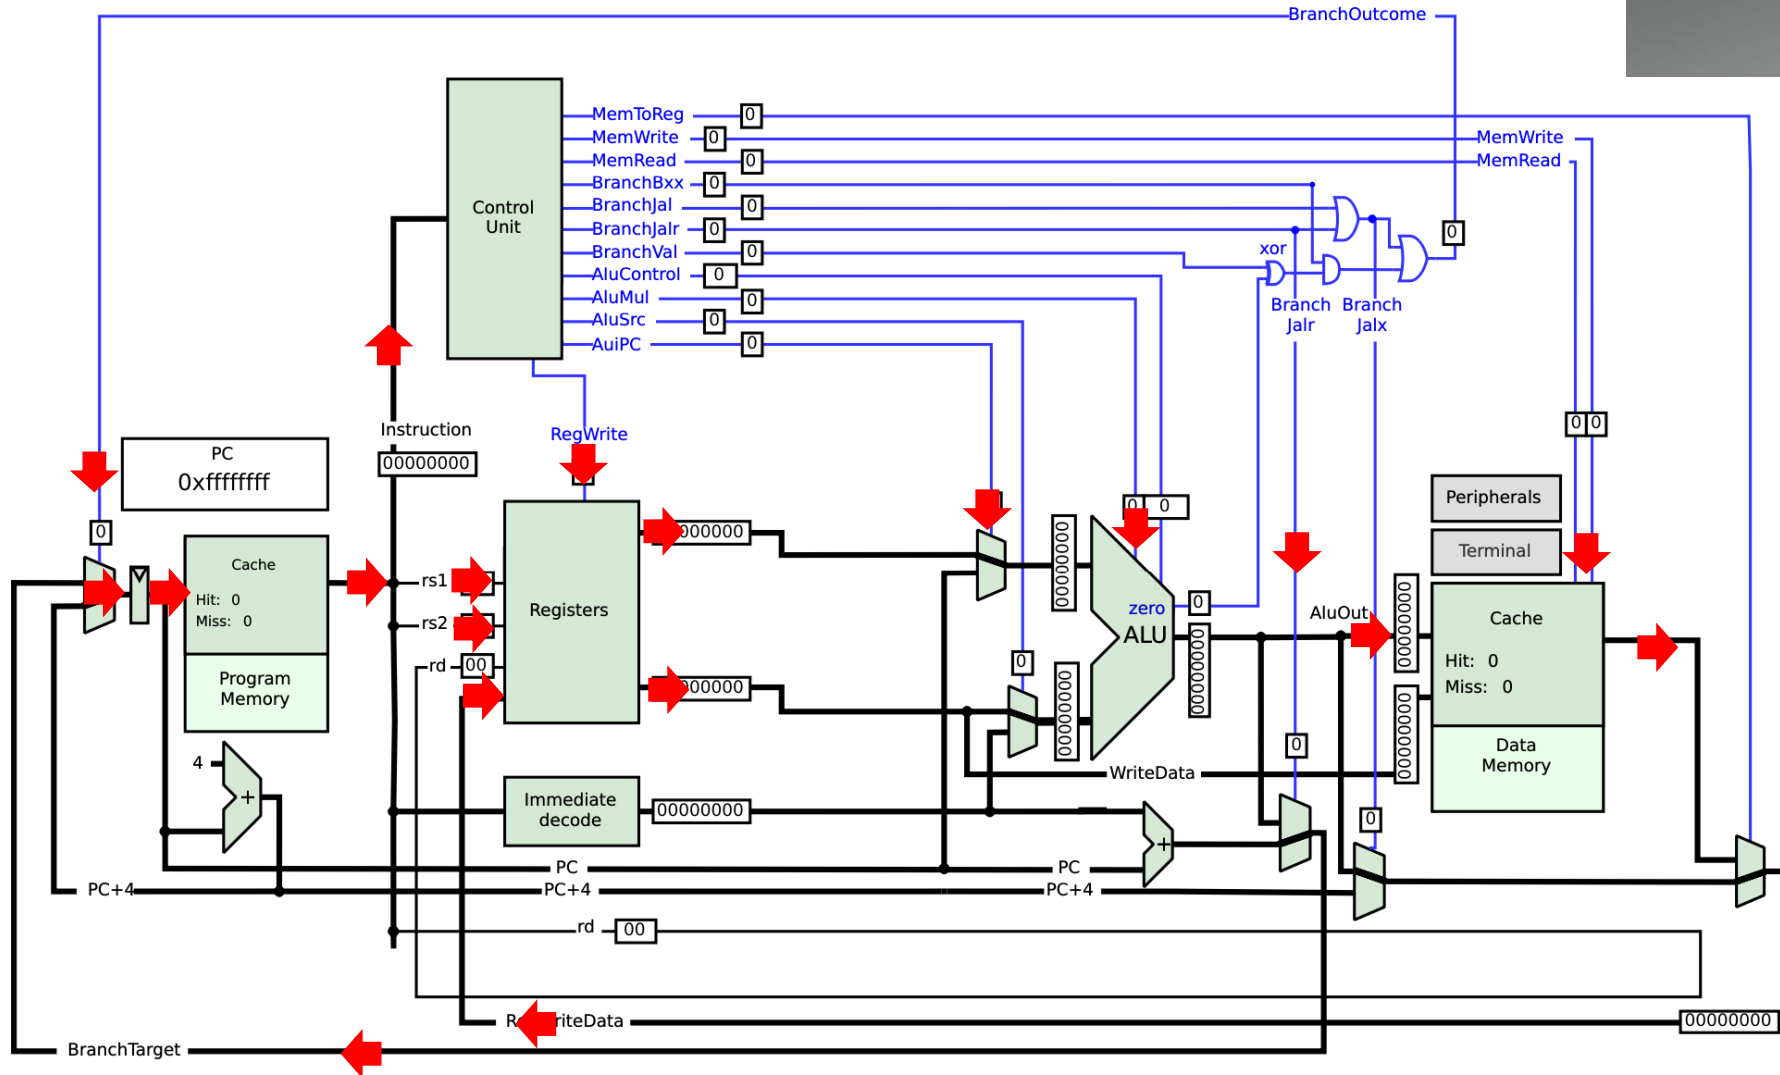 BranchOutcome
MemToReg 0
MemWrite 0 MemWrite
MemRead 0 MemRead
BranchBxx 0
BranchJal 0
BranchJalr 0
BranchVal 0
AluControl 0
AluMul 0
AluSrc 0
AuiPC 0
Control
Unit
0
xor
Branch
Jalr
Branch
Jalx
Instruction
00000000
RegWrite
0 0
PC
0xffffffff
0
Cache
Hit: 0
Miss: 0
Program
Memory
4
+
rs1
rs2
rd 00
Registers
000000
000000
Immediate
decode
00000000
00000000
0
00000000
0 0
zero
ALU
0
00000000
AluOut
00000000
00000000
Peripherals
Terminal
Cache
Hit: 0
Miss: 0
Data
Memory
WriteData
0
0
+
PC PC
PC+4 PC+4 PC+4
rd 00
riteData
00000000
BranchTarget